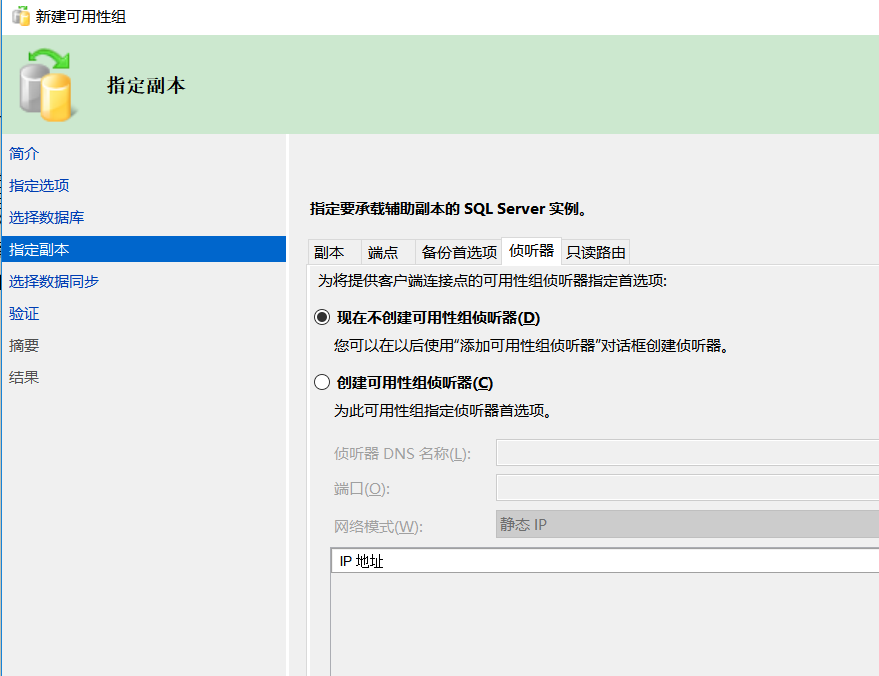 新建可用性组
指定副本
简介
指定选项
选择数据库
指定副本
选择数据同步
验证
摘要
结果
指定要承载辅助副本的 SQL Server 实例。
副本 端点 备份首选项 侦听器 只读路由
为将提供客户端连接点的可用性组侦听器指定首选项:
现在不创建可用性组侦听器(D)
您可以在以后使用“添加可用性组侦听器”对话框创建侦听器。
创建可用性组侦听器(C)
为此可用性组指定侦听器首选项。
侦听器 DNS 名称(L):
端口(O):
网络模式(W): 静态 IP
IP 地址